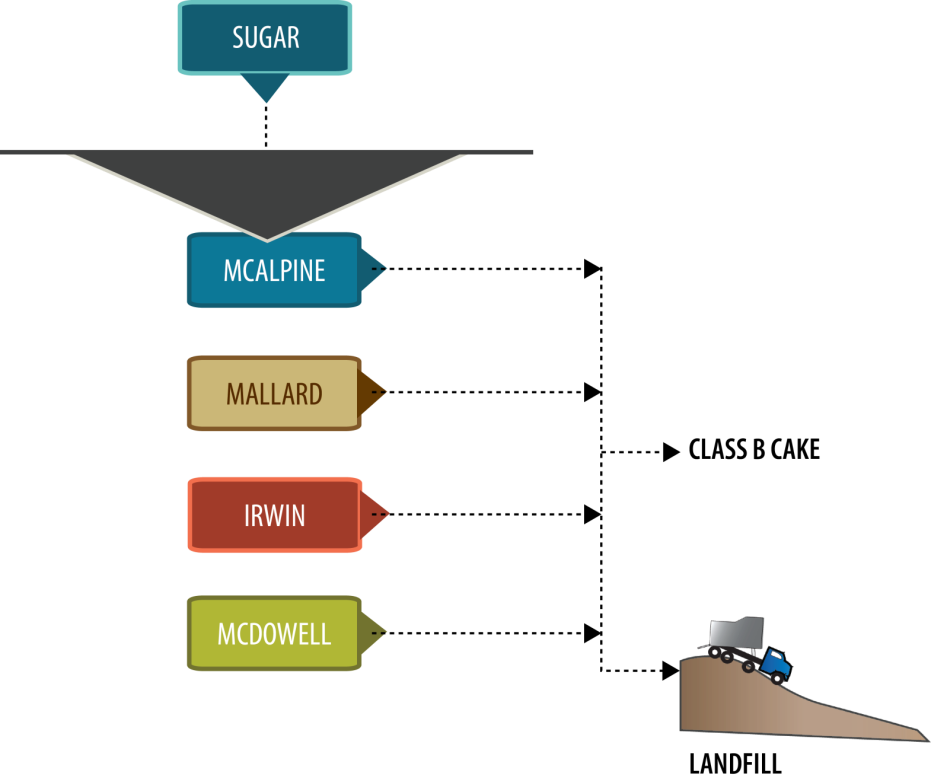 SUGAR
MCALPINE
MALLARD
CLASS B CAKE
IRWIN
MCDOWELL
LANDFILL